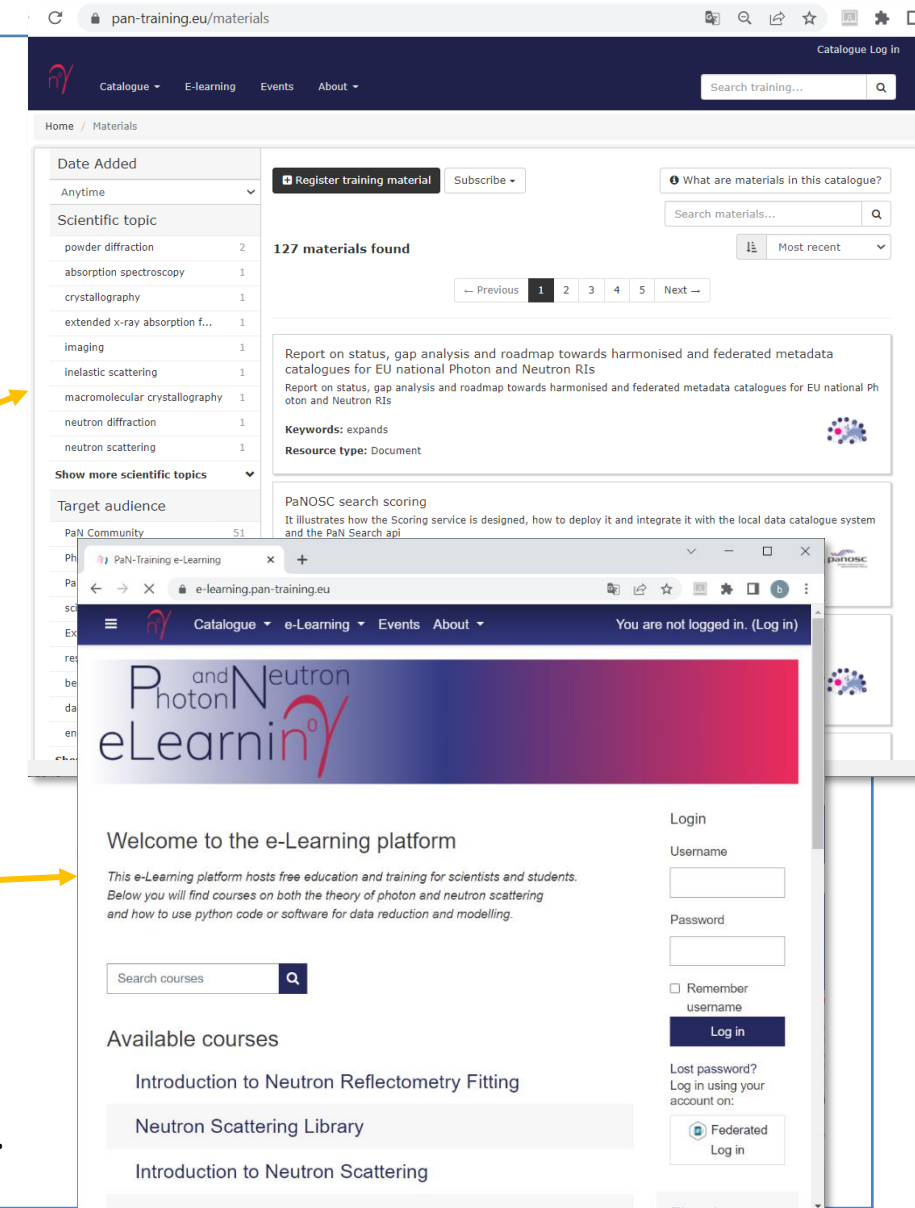 pan-training.eu/materials
Catalogue Log in
Catalogue E-learning Events About
Search training...
Home / Materials
Date Added
Anytime
Scientific topic
powder diffraction 2
absorption spectroscopy 1
crystallography 1
extended x-ray absorption f... 1
imaging 1
inelastic scattering 1
macromolecular crystallography 1
neutron diffraction 1
neutron scattering 1
Show more scientific topics
Target audience
PaN Community 51
Register training material Subscribe
What are materials in this catalogue?
Search materials...
127 materials found
Most recent
← Previous 1 2 3 4 5 Next →
Report on status, gap analysis and roadmap towards harmonised and federated metadata
catalogues for EU national Photon and Neutron RIs
Report on status, gap analysis and roadmap towards harmonised and federated metadata catalogues for EU national Ph
oton and Neutron RIs
Keywords: expands
Resource type: Document
PaNOSC search scoring
It illustrates how the Scoring service is designed, how to deploy it and integrate it with the local data catalogue system
and the PaN Search api
panosc
PaN-Training e-Learning
e-learning.pan-training.eu
b
Catalogue e-Learning Events About
You are not logged in. (Log in)
Photon and Neutron
eLearning
Welcome to the e-Learning platform
This e-Learning platform hosts free education and training for scientists and students.
Below you will find courses on both the theory of photon and neutron scattering
and how to use python code or software for data reduction and modelling.
Search courses
Available courses
Introduction to Neutron Reflectometry Fitting
Neutron Scattering Library
Introduction to Neutron Scattering
Login
Username
Password
Remember
username
Log in
Lost password?
Log in using your
account on:
Federated
Log in